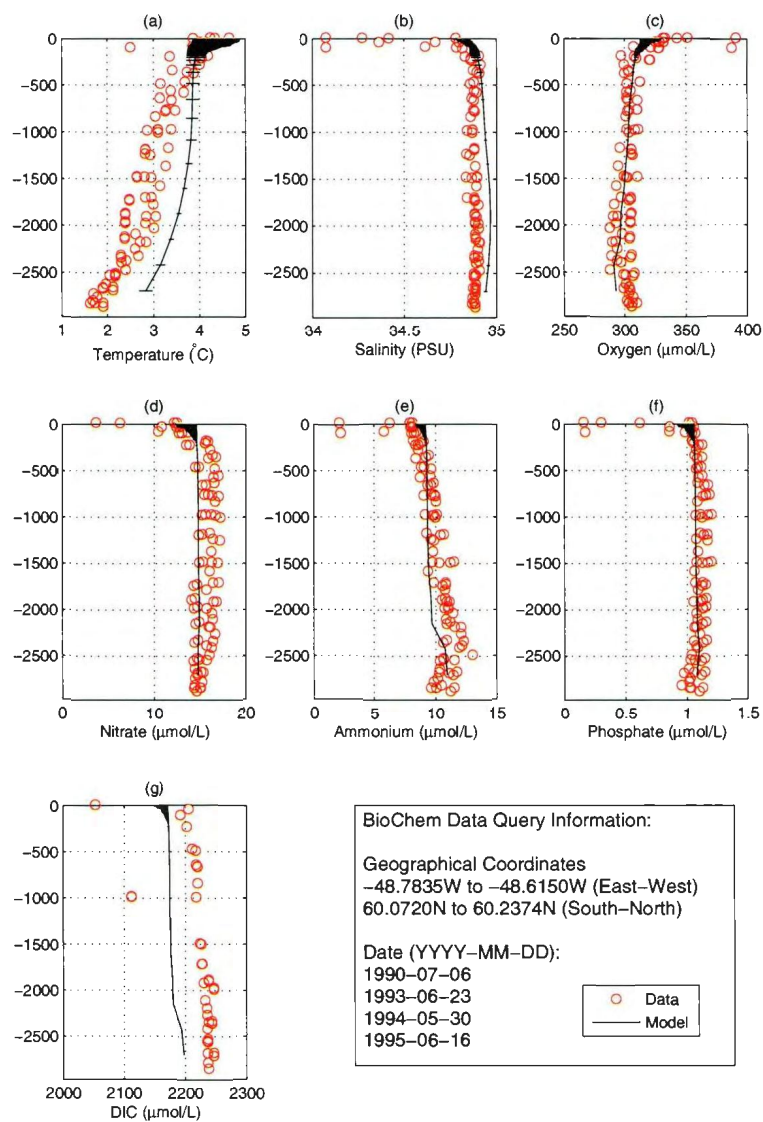 (a)
(b)
(c)
0
−500
−1000
−1500
−2000
−2500
1 2 3 4 5
Temperature (°C)
0
−500
−1000
−1500
−2000
−2500
34 34.5 35
Salinity (PSU)
0
−500
−1000
−1500
−2000
−2500
250 300 350 400
Oxygen (μmol/L)
(d)
(e)
(f)
0
−500
−1000
−1500
−2000
−2500
0 10 20
Nitrate (μmol/L)
0
−500
−1000
−1500
−2000
−2500
0 5 10 15
Ammonium (μmol/L)
0
−500
−1000
−1500
−2000
−2500
0 0.5 1 1.5
Phosphate (μmol/L)
(g)
0
−500
−1000
−1500
−2000
−2500
2000 2100 2200 2300
DIC (μmol/L)
BioChem Data Query Information:
Geographical Coordinates
−48.7835W to −48.6150W (East−West)
60.0720N to 60.2374N (South−North)
Date (YYYY−MM−DD):
1990−07−06
1993−06−23
1994−05−30
1995−06−16
Data
Model